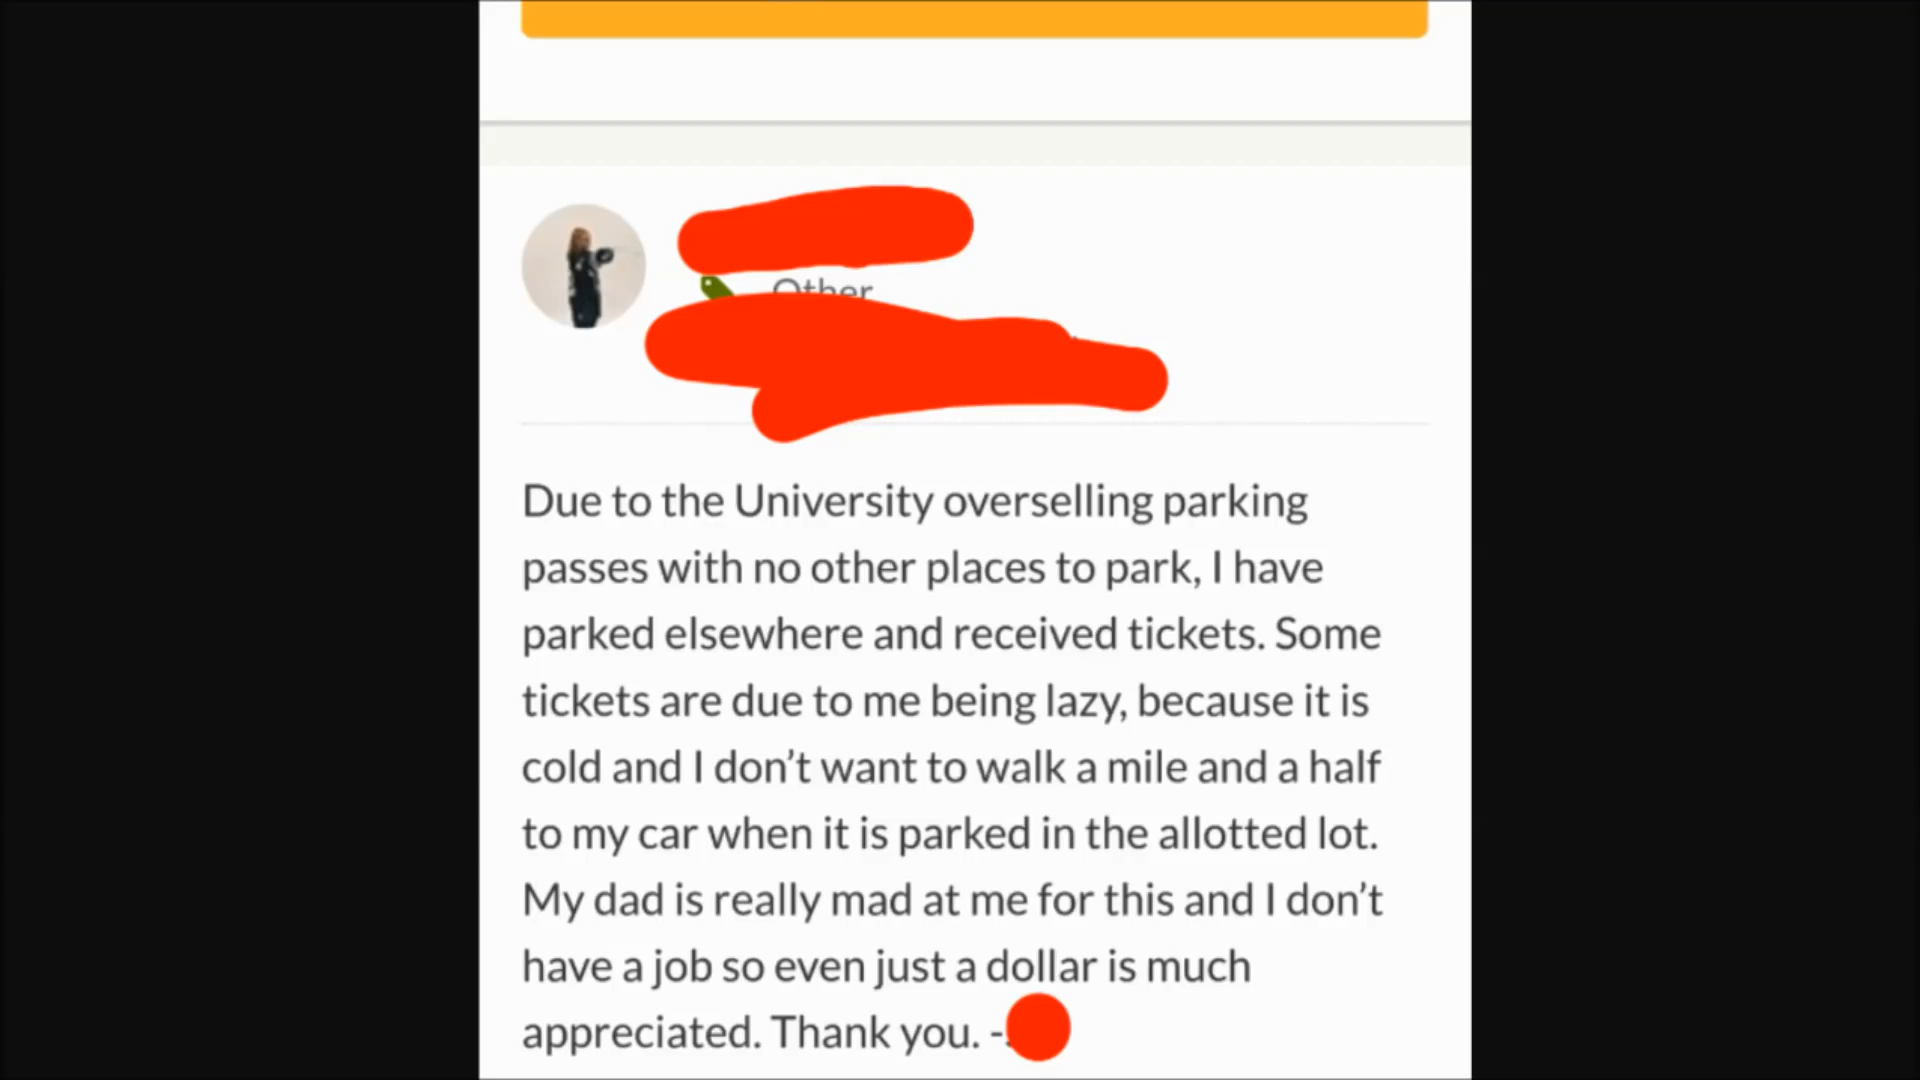 Other
Due to the University overselling parking
passes with no other places to park, I have
parked elsewhere and received tickets. Some
tickets are due to me being lazy, because it is
cold and I don’t want to walk a mile and a half
to my car when it is parked in the allotted lot.
My dad is really mad at me for this and I don’t
have a job so even just a dollar is much
appreciated. Thank you. -